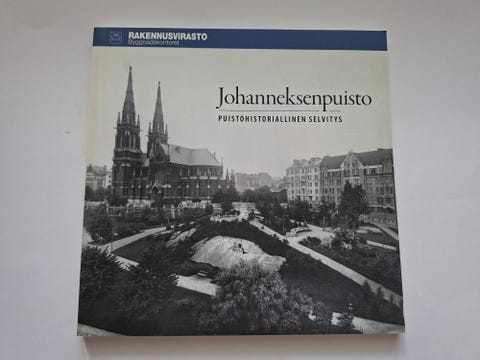 RAKENNUSVIRASTO
Byggnadskontoret
Johanneksenpuisto
PUISTOHISTORIALLINEN SELVITYS